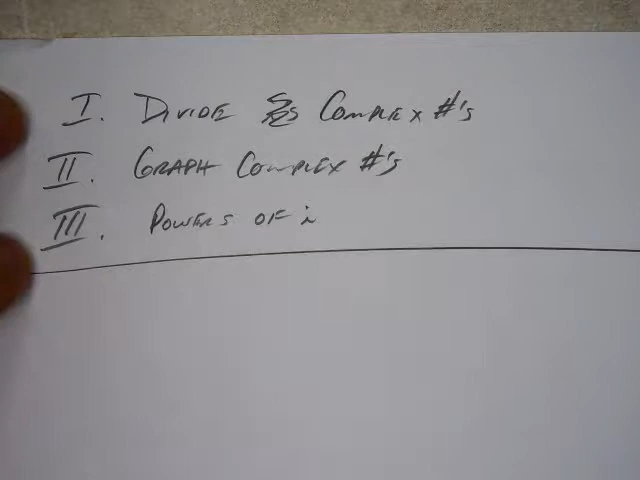 I. DIVIDE COMPLEX #'s
II. GRAPH COMPLEX #'s
III. POWERS OF i